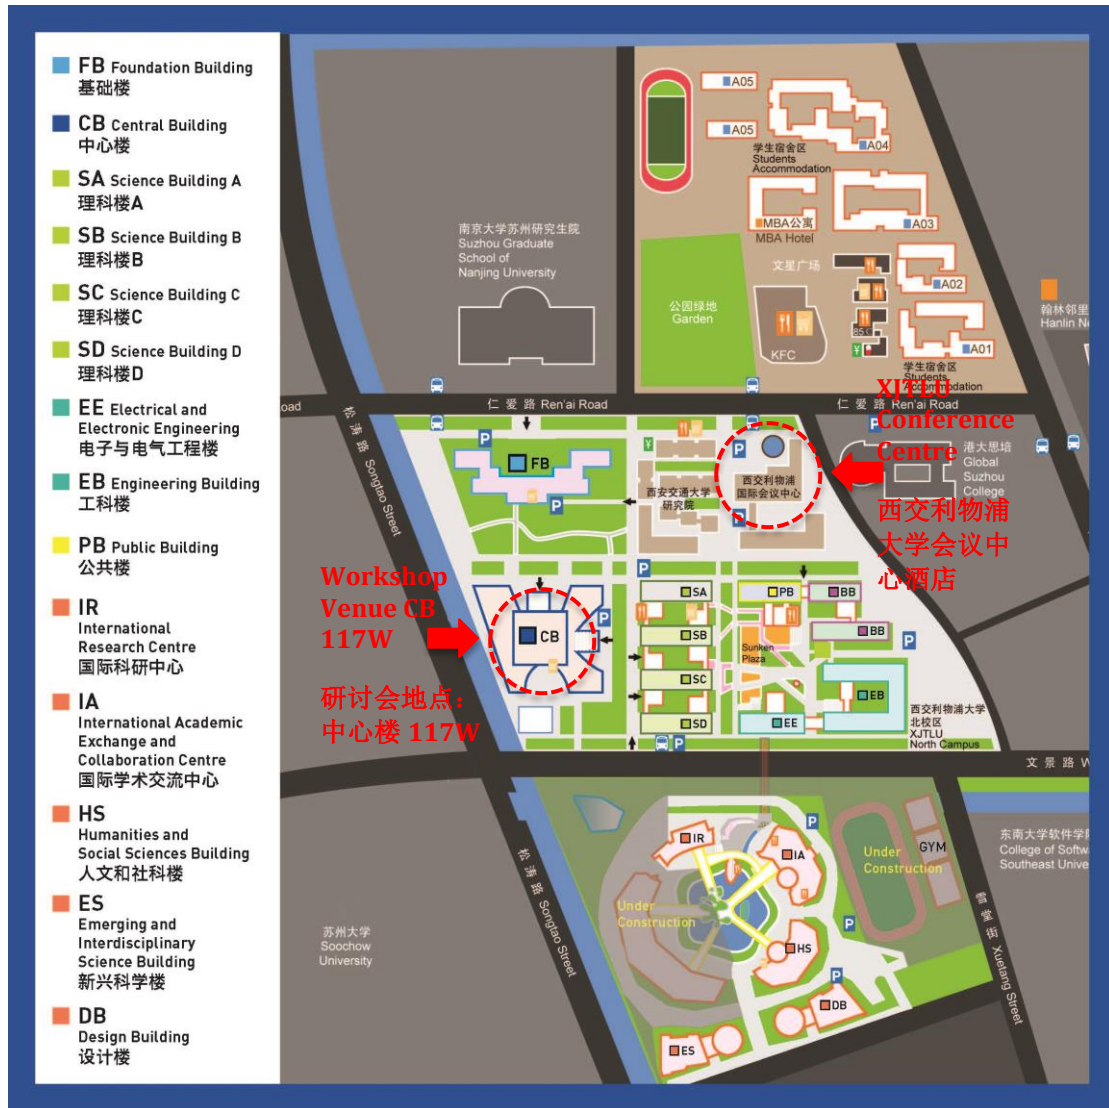 FB Foundation Building
基础楼
CB Central Building
中心楼
SA Science Building A
理科楼A
SB Science Building B
理科楼B
SC Science Building C
理科楼C
SD Science Building D
理科楼D
EE Electrical and
Electronic Engineering
电子与电气工程楼
EB Engineering Building
工科楼
PB Public Building
公共楼
IR
International
Research Centre
国际科研中心
IA
International Academic
Exchange and
Collaboration Centre
国际学术交流中心
HS
Humanities and
Social Sciences Building
人文和社科楼
ES
Emerging and
Interdisciplinary
Science Building
新兴科学楼
DB
Design Building
设计楼
A05
A05
A04
学生宿舍区
Students
Accommodation
MBA公寓
MBA Hotel
A03
南京大学苏州研究生院
Suzhou Graduate
School of
Nanjing University
文星广场
A02
公园绿地
Garden
KFC
85 C
¥
A01
学生宿舍区
Students
Accommodation
翰林邻里
Hanlin Ne
oad
仁爱路 Ren'ai Road
仁爱路 Ren'ai Road
松涛路 Songtao Street
XJTLU
Conference
Centre
西交利物浦
大学会议中
心酒店
P
FB
P
¥
P
P
西安交通大学
研究院
西交利物浦
国际会议中心
P
港大思培
Global
Suzhou
College
P
Workshop
Venue CB
117W
研讨会地点：
中心楼 117W
CB
P
SA
SB
SC
SD
PB
BB
BB
P
Sunken
Plaza
EB
EE
P
西交利物浦大学
北校区
XJTLU
North Campus
文景路 W
松涛路 Songtao Street
IR
IA
P
Under
Construction
Under
Construction
GYM
东南大学软件学院
College of Softw
Southeast Unive
苏州大学
Soochow
University
HS
P
P
DB
ES
Xuetang Street